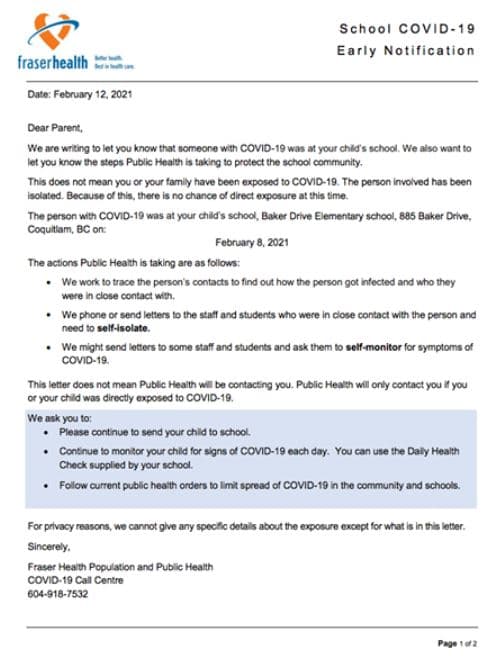 fraserhealth
Better health.
Best in health care.
School COVID-19
Early Notification
Date: February 12, 2021
Dear Parent,
We are writing to let you know that someone with COVID-19 was at your child's school. We also want to
let you know the steps Public Health is taking to protect the school community.
This does not mean you or your family have been exposed to COVID-19. The person involved has been
isolated. Because of this, there is no chance of direct exposure at this time.
The person with COVID-19 was at your child's school, Baker Drive Elementary school, 885 Baker Drive,
Coquitlam, BC on:
February 8, 2021
The actions Public Health is taking are as follows:
• We work to trace the person's contacts to find out how the person got infected and who they
were in close contact with.
• We phone or send letters to the staff and students who were in close contact with the person and
need to self-isolate.
• We might send letters to some staff and students and ask them to self-monitor for symptoms of
COVID-19.
This letter does not mean Public Health will be contacting you. Public Health will only contact you if you
or your child was directly exposed to COVID-19.
We ask you to:
• Please continue to send your child to school.
• Continue to monitor your child for signs of COVID-19 each day. You can use the Daily Health
Check supplied by your school.
• Follow current public health orders to limit spread of COVID-19 in the community and schools.
For privacy reasons, we cannot give any specific details about the exposure except for what is in this letter.
Sincerely,
Fraser Health Population and Public Health
COVID-19 Call Centre
604-918-7532
Page 1 of 2